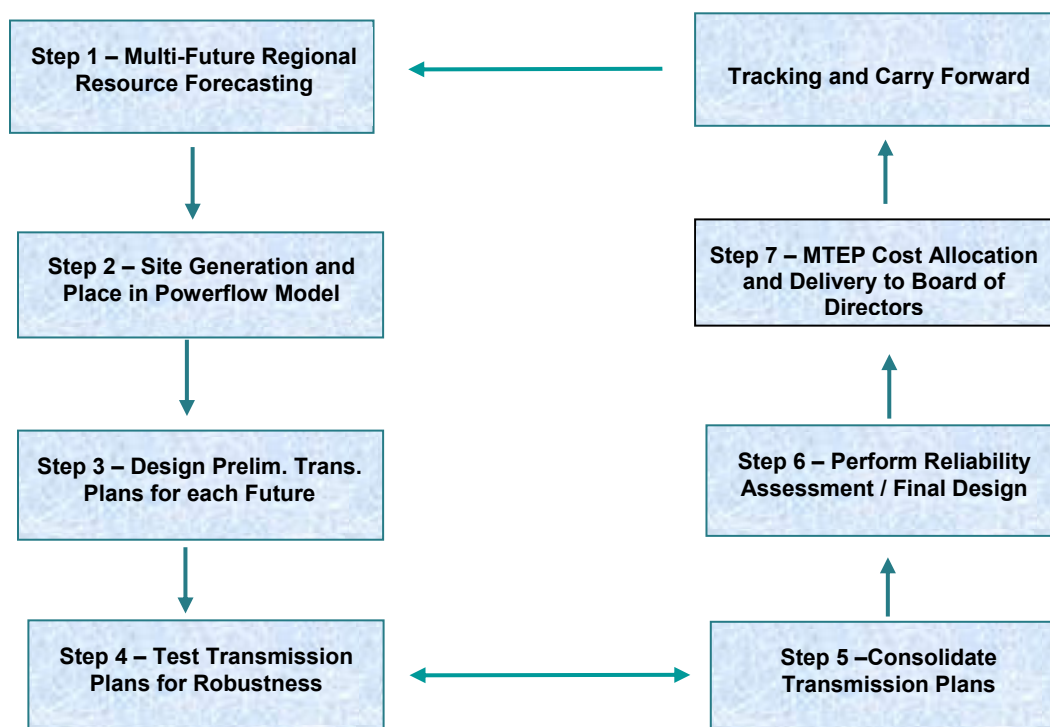 Step 1 – Multi-Future Regional
Resource Forecasting
Tracking and Carry Forward
Step 2 – Site Generation and
Place in Powerflow Model
Step 7 – MTEP Cost Allocation
and Delivery to Board of
Directors
Step 3 – Design Prelim. Trans.
Plans for each Future
Step 6 – Perform Reliability
Assessment / Final Design
Step 4 – Test Transmission
Plans for Robustness
Step 5 –Consolidate
Transmission Plans